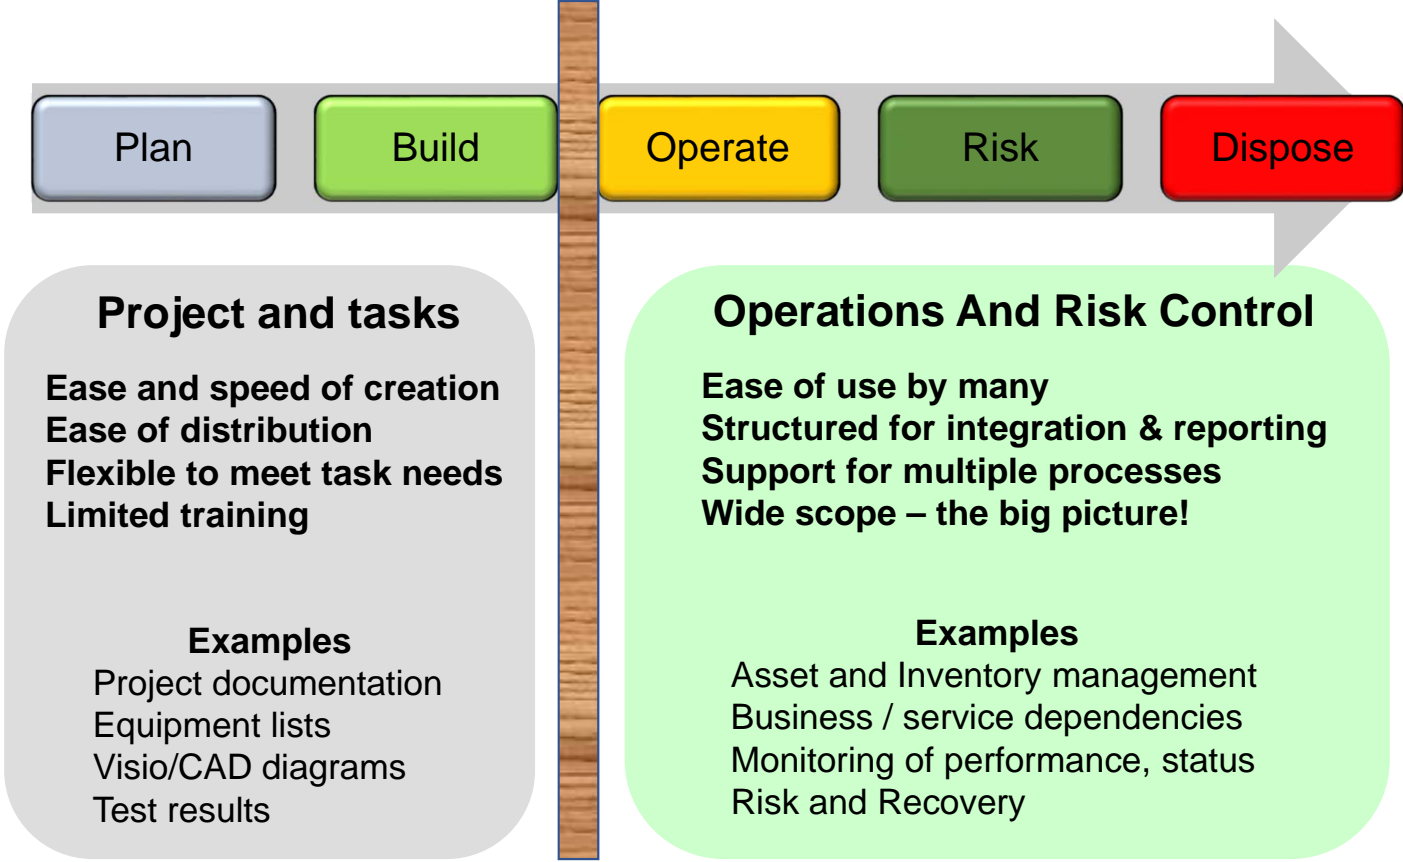 Plan
Build
Operate
Risk
Dispose
Project and tasks
Ease and speed of creation
Ease of distribution
Flexible to meet task needs
Limited training
Examples
Project documentation
Equipment lists
Visio/CAD diagrams
Test results
Operations And Risk Control
Ease of use by many
Structured for integration & reporting
Support for multiple processes
Wide scope – the big picture!
Examples
Asset and Inventory management
Business / service dependencies
Monitoring of performance, status
Risk and Recovery